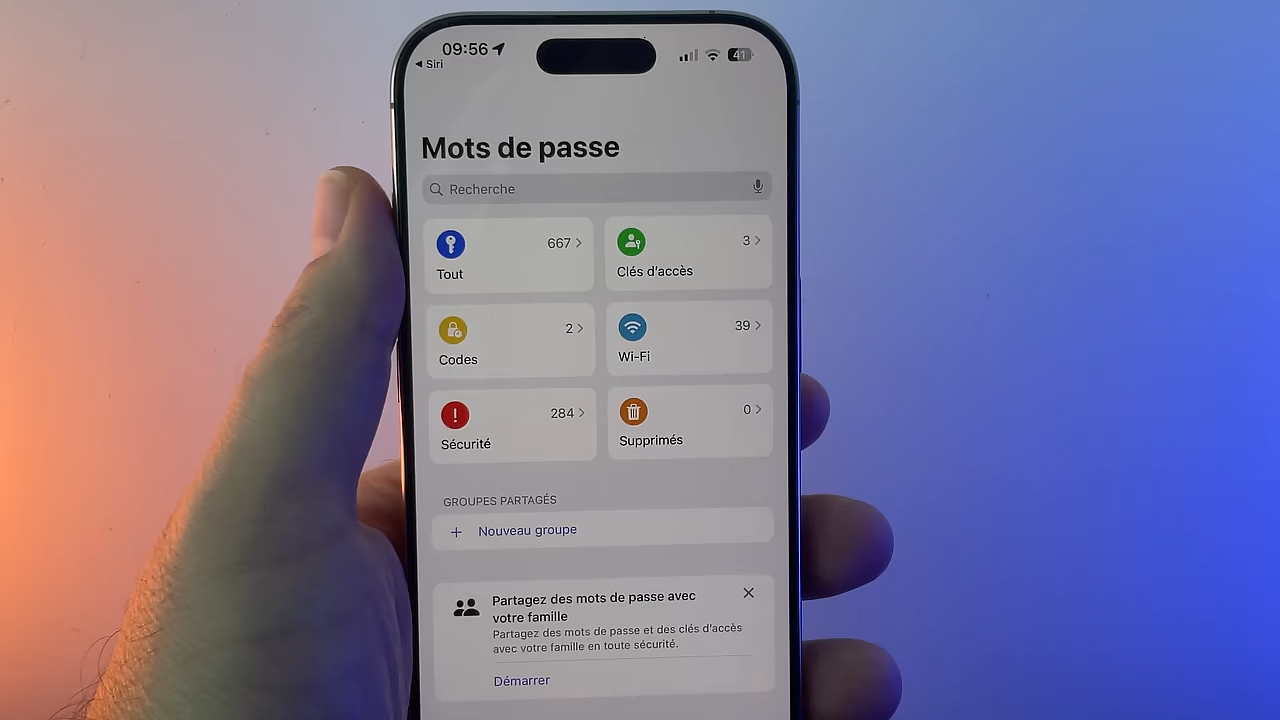 09:56
41
Siri
Mots de passe
Recherche
667
Tout
3
Clés d'accès
2
Codes
39
Wi-Fi
284
Sécurité
0
Supprimés
GROUPES PARTAGÉS
+ Nouveau groupe
Partagez des mots de passe avec
votre famille
Partagez des mots de passe et des clés d'accès
avec votre famille en toute sécurité.
Démarrer